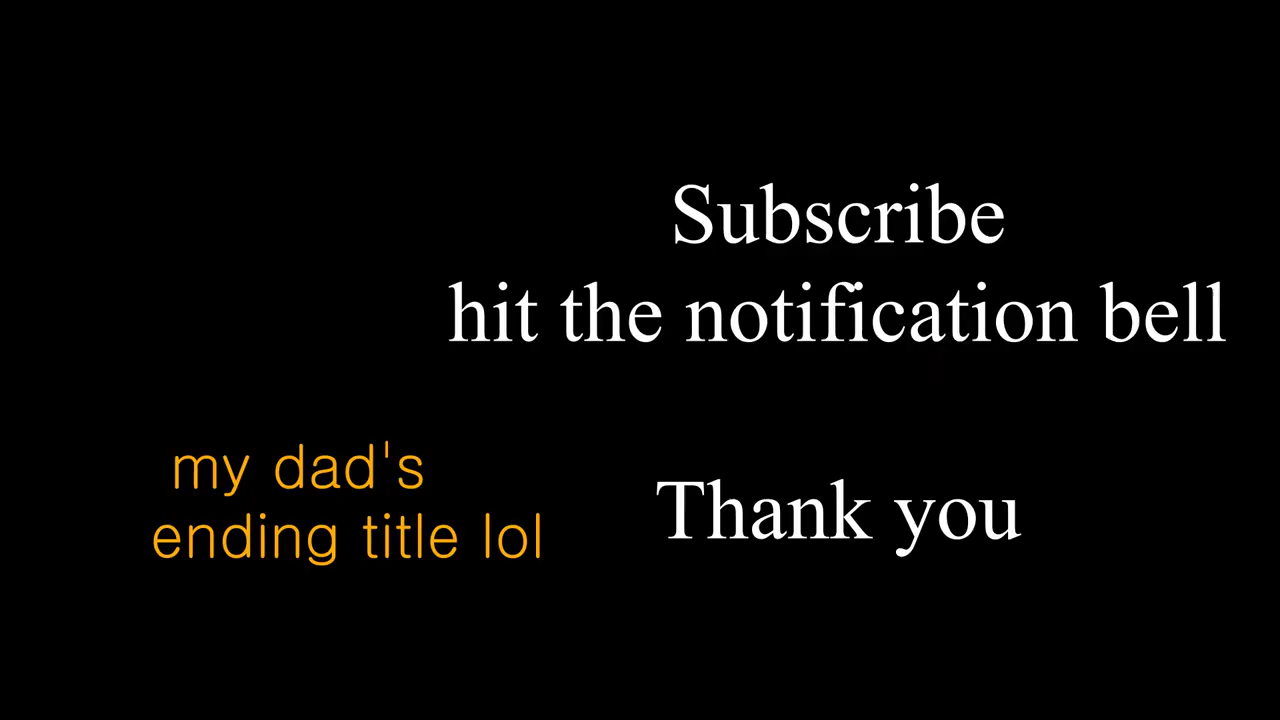 Subscribe
hit the notification bell
my dad's
ending title lol
Thank you